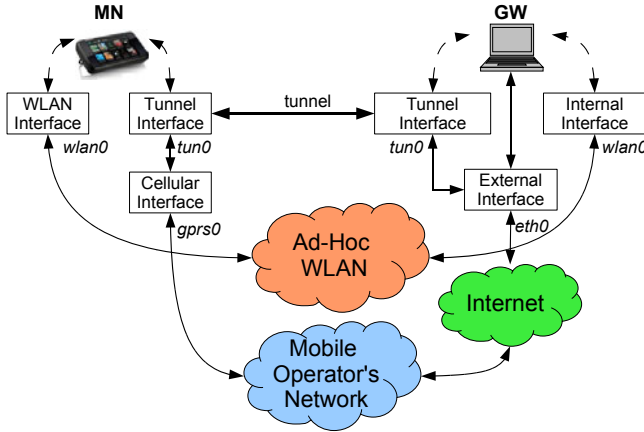 MN
GW
WLAN
Interface
Tunnel
Interface
tunnel
Tunnel
Interface
Internal
Interface
wlan0
tun0
tun0
wlan0
Cellular
Interface
External
Interface
gprs0
eth0
Ad-Hoc
WLAN
Internet
Mobile
Operator's
Network